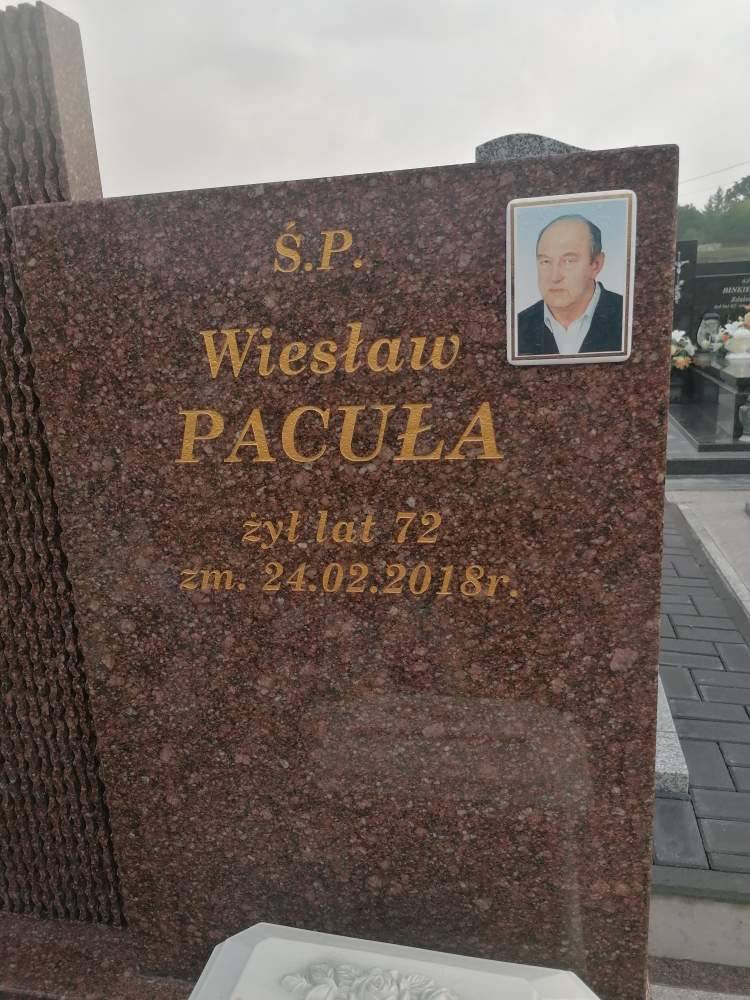 Ś.P.
Wiesław
PACUŁA
żył lat 72
zm. 24.02.2018r.